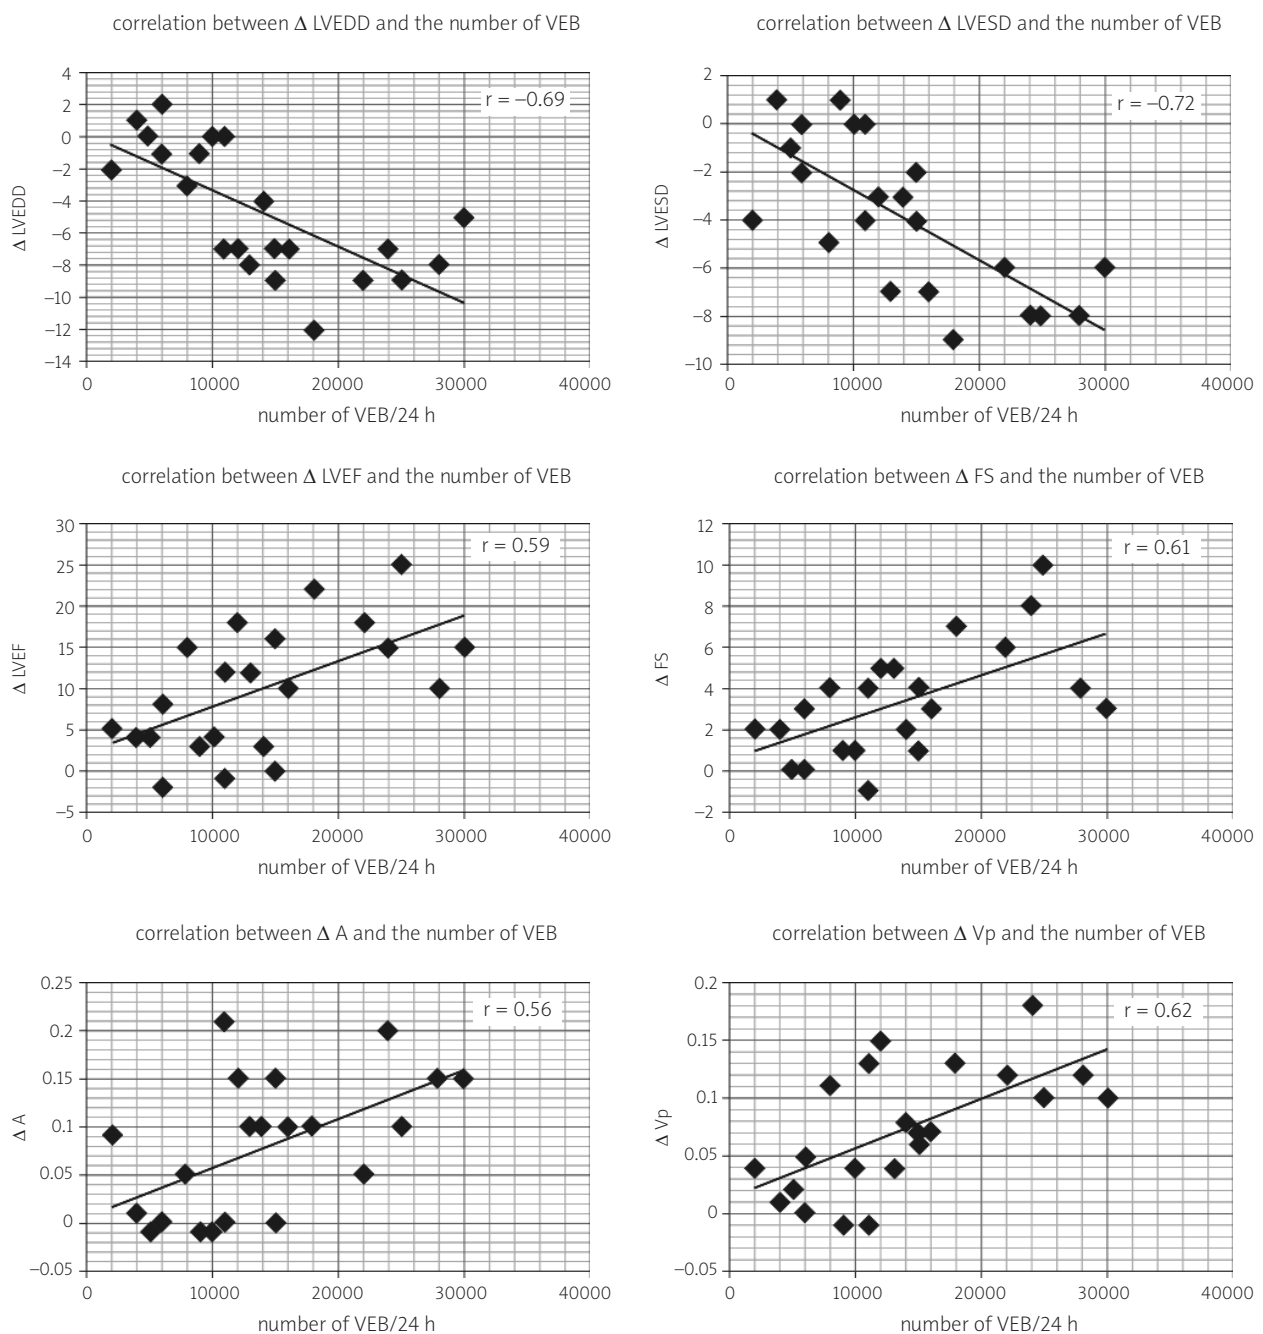 correlation between Δ LVEDD and the number of VEB
4
2
0
−2
−4
−6
−8
−10
−12
−14
Δ LVEDD
r = −0.69
0 10000 20000 30000 40000
number of VEB/24 h
correlation between Δ LVESD and the number of VEB
2
0
−2
−4
−6
−8
−10
Δ LVESD
r = −0.72
0 10000 20000 30000 40000
number of VEB/24 h
correlation between Δ LVEF and the number of VEB
30
25
20
15
10
5
0
−5
Δ LVEF
r = 0.59
0 10000 20000 30000 40000
number of VEB/24 h
correlation between Δ FS and the number of VEB
12
10
8
6
4
2
0
−2
Δ FS
r = 0.61
0 10000 20000 30000 40000
number of VEB/24 h
correlation between Δ A and the number of VEB
0.25
0.2
0.15
0.1
0.05
0
−0.05
Δ A
r = 0.56
0 10000 20000 30000 40000
number of VEB/24 h
correlation between Δ Vp and the number of VEB
0.2
0.15
0.1
0.05
0
−0.05
Δ Vp
r = 0.62
0 10000 20000 30000 40000
number of VEB/24 h